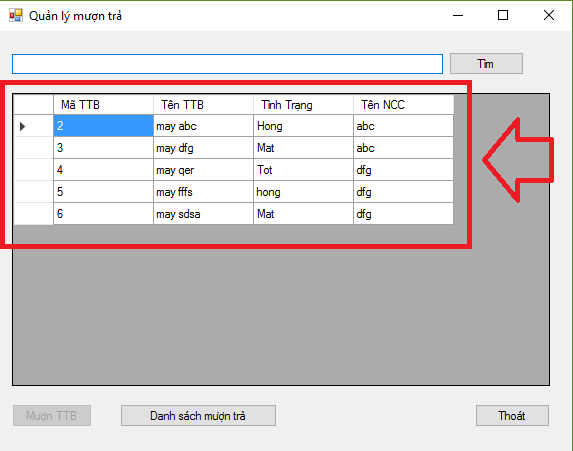 Quản lý mượn trả
Tìm
Mã TTB Tên TTB Tình Trạng Tên NCC
2 may abc Hong abc
3 may dfg Mat abc
4 may qer Tot dfg
5 may fffs hong dfg
6 may sdsa Mat dfg
Mượn TTB Danh sách mượn trả Thoát